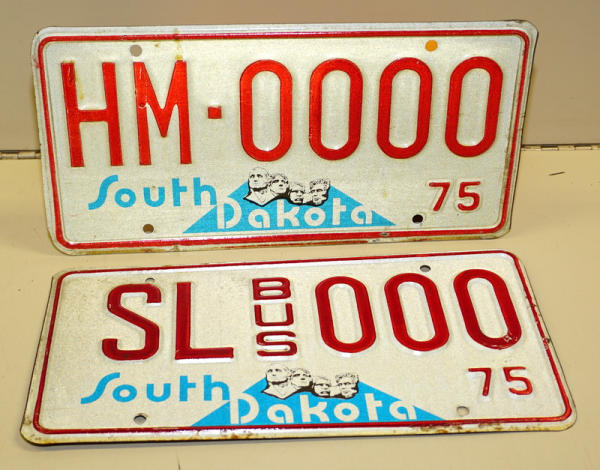 HM·0000
South Dakota 75
SL BUS 000
South Dakota 75